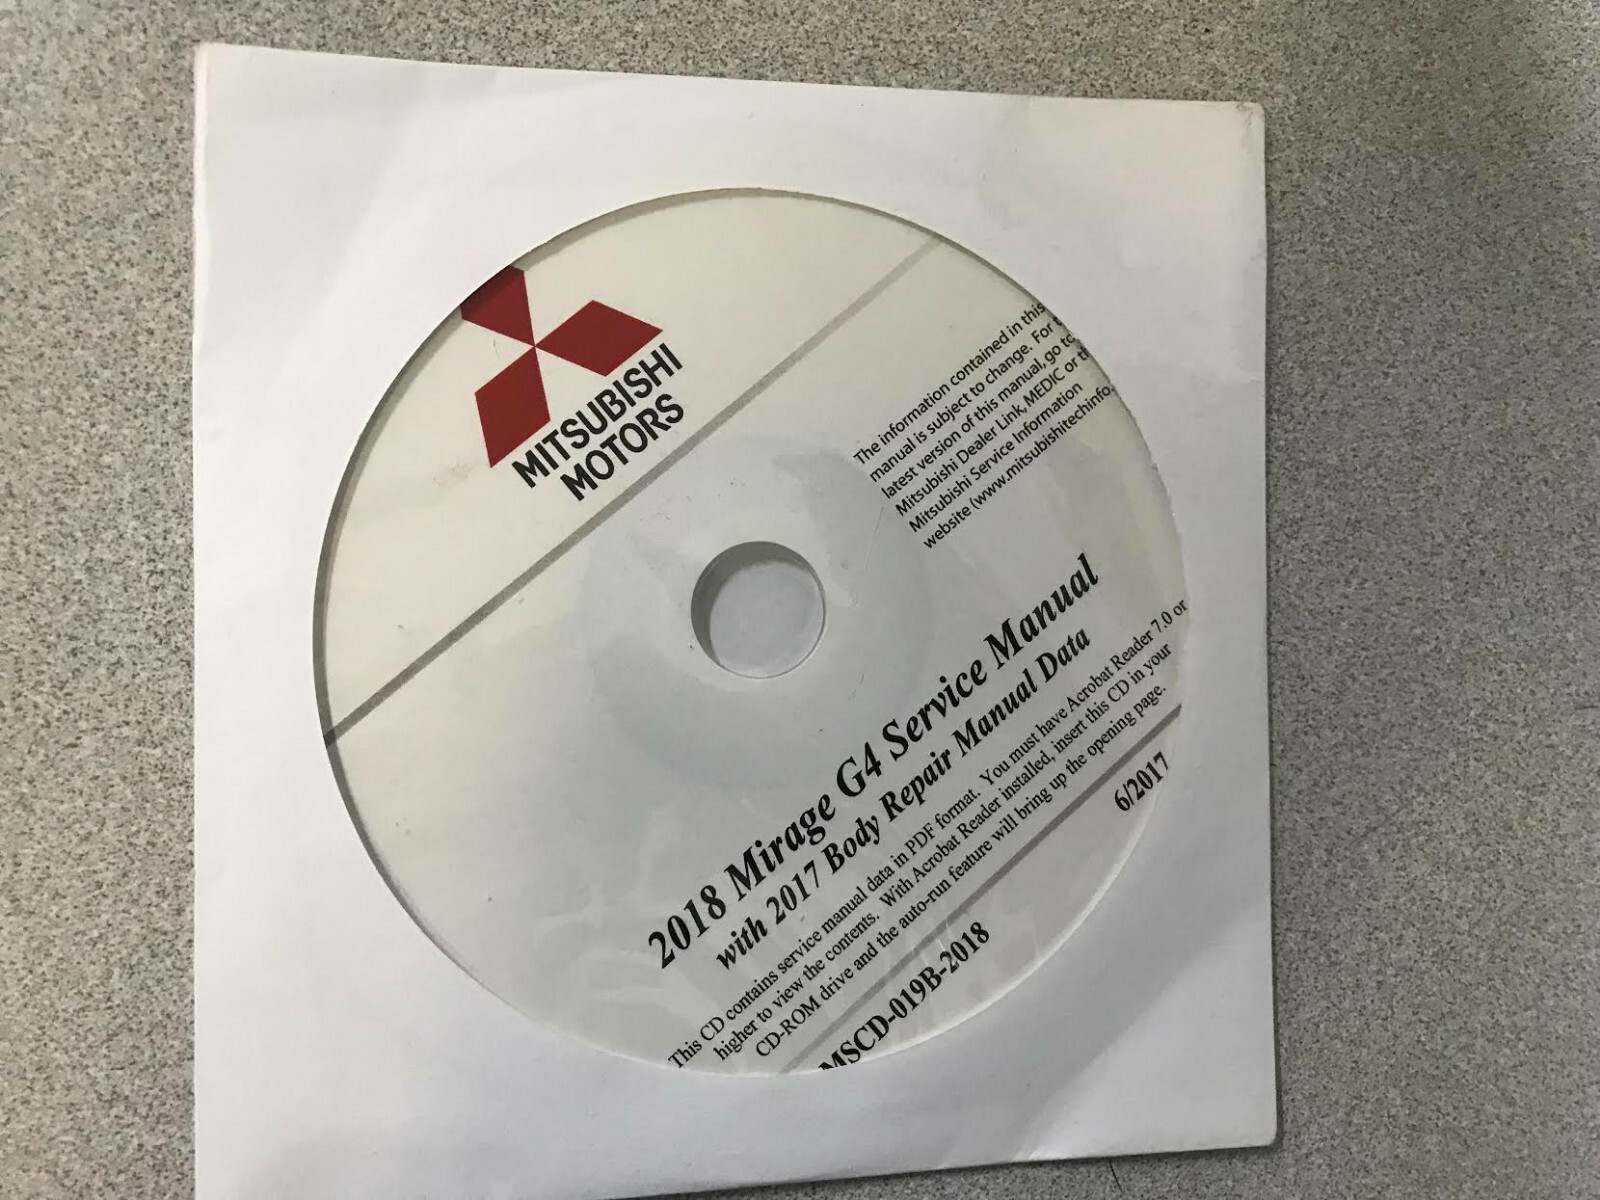 MITSUBISHI
MOTORS
The information contained in this
manual is subject to change. For
latest version of this manual, go to
Mitsubishi Dealer Link, MEDIC or
Mitsubishi Service Information
website (www.mitsubishitechinfo.
2018 Mirage G4 Service Manual
with 2017 Body Repair Manual Data
This CD contains service manual data in PDF format. You must have Acrobat Reader 7.0 or
higher to view the contents. With Acrobat Reader installed, insert this CD in your
CD-ROM drive and the auto-run feature will bring up the opening page.
MSCD-019B-2018
6/2017